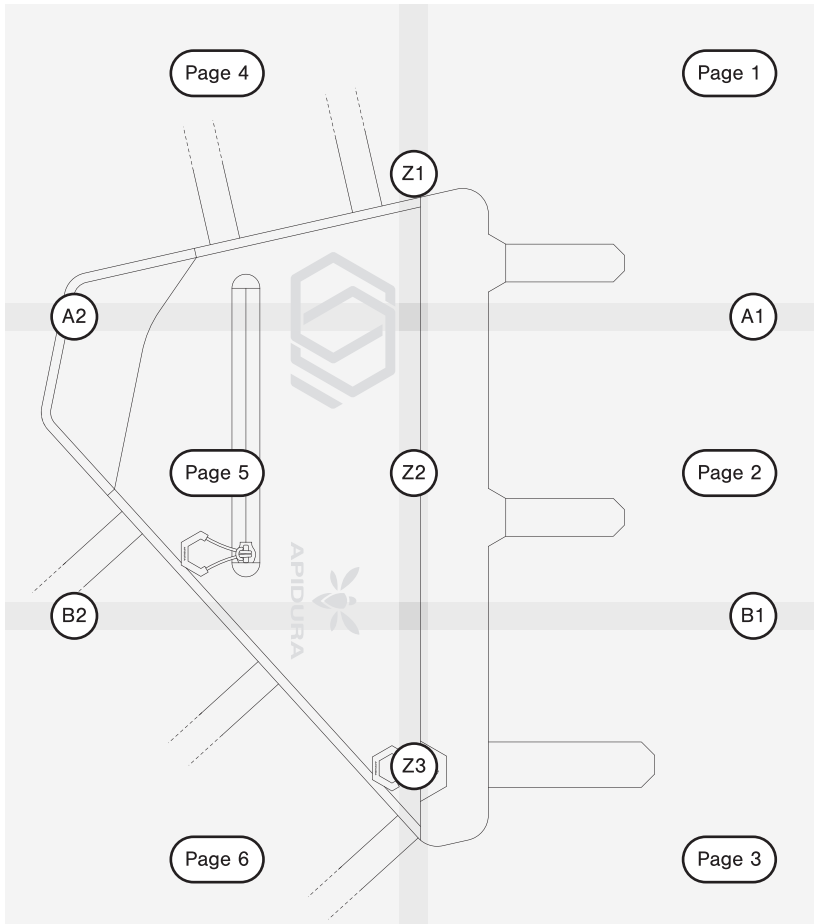 Page 4
Page 1
Z1
A2
A1
Page 5
Z2
Page 2
APIDURA
B2
B1
Z3
Page 6
Page 3